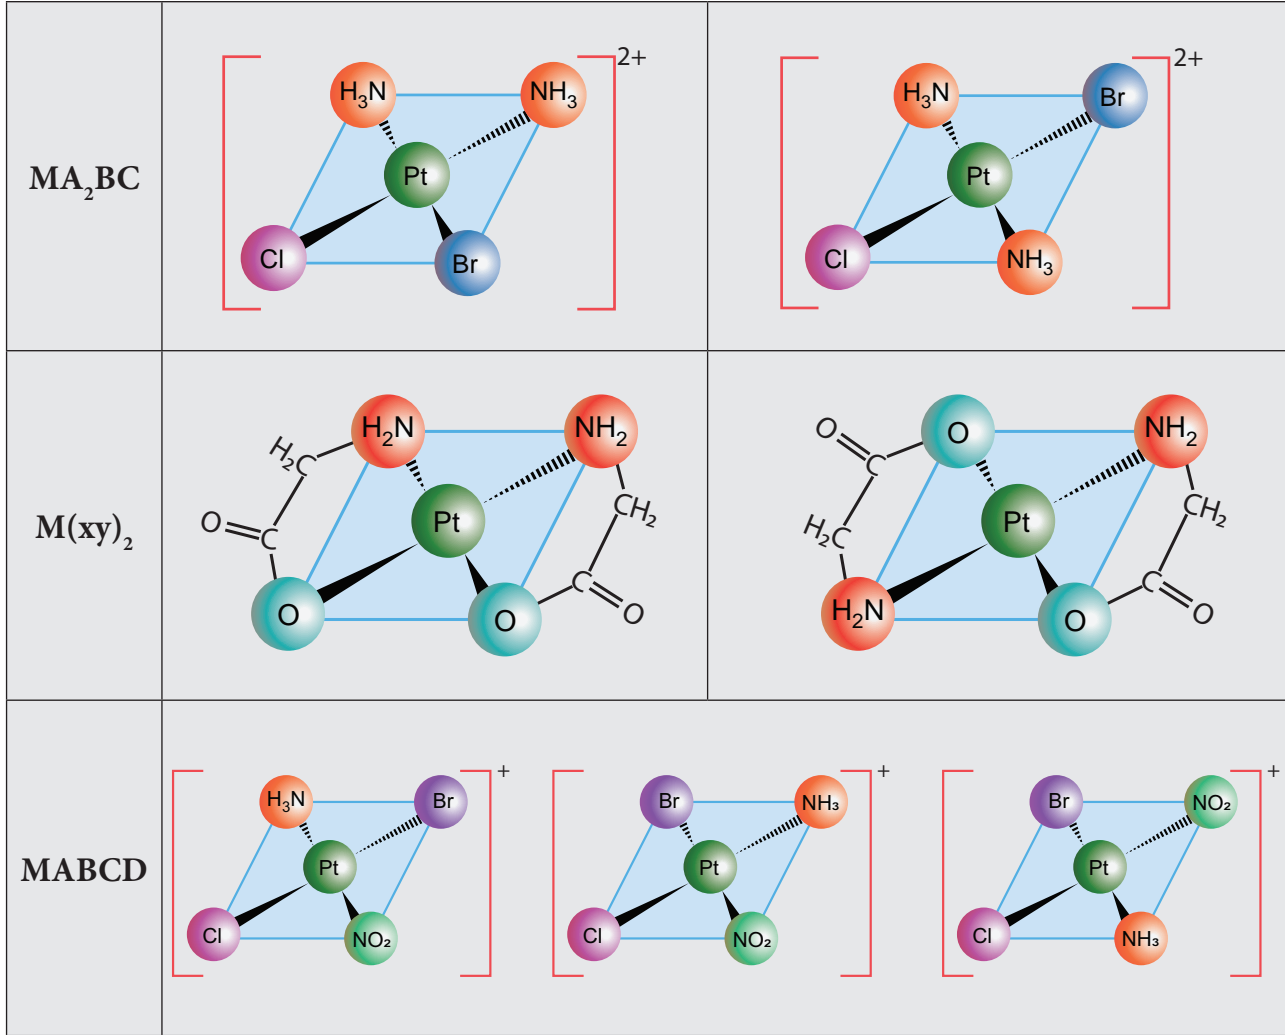 2+
H₃N NH₃
Pt
Cl Br
2+
H₃N Br
Pt
Cl NH₃
MA₂BC
H₂N NH₂
H₂C CH₂
O C Pt C O
O O
O O NH₂
C CH₂
H₂C Pt C O
H₂N O
M(xy)₂
+
H₃N Br
Pt
Cl NO₂
+
Br NH₃
Pt
Cl NO₂
+
Br NO₂
Pt
Cl NH₃
MABCD